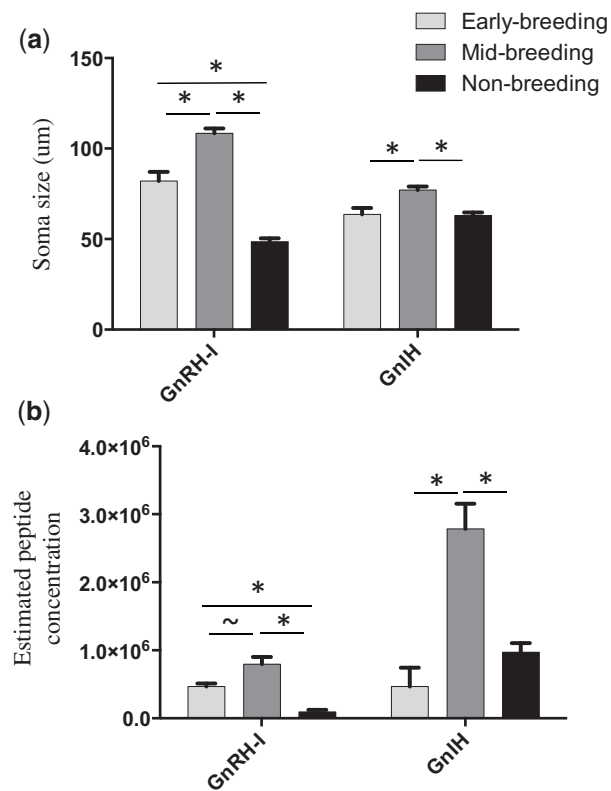 (a)
Early-breeding
Mid-breeding
Non-breeding
Soma size (um)
150
100
50
0
*
* *
* *
GnRH-I
GnIH
(b)
Estimated peptide
concentration
4.0×10⁶
3.0×10⁶
2.0×10⁶
1.0×10⁶
0.0
* *
*
~ *
GnRH-I
GnIH